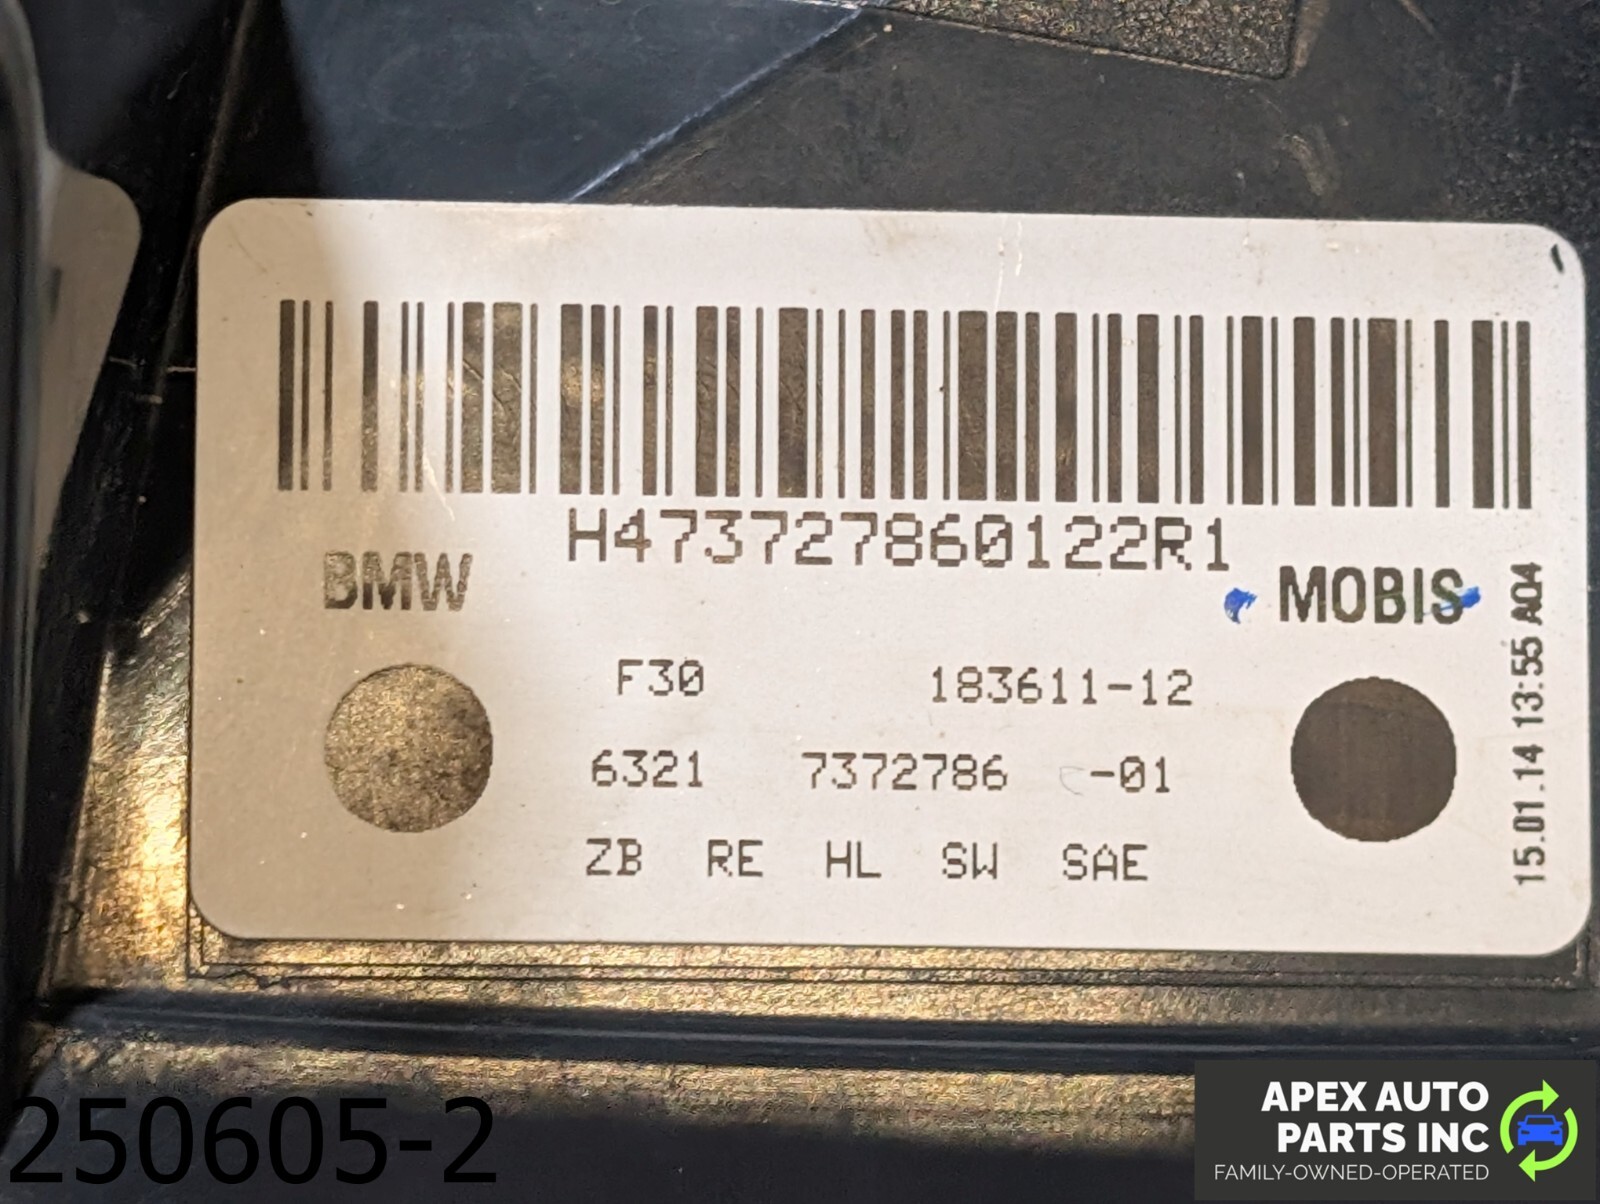 H473727860122R1
BMW
MOBIS
F30 183611-12
6321 7372786 -01
ZB RE HL SW SAE
15.01.14 13:55 A04
250605-2
APEX AUTO
PARTS INC
FAMILY-OWNED-OPERATED